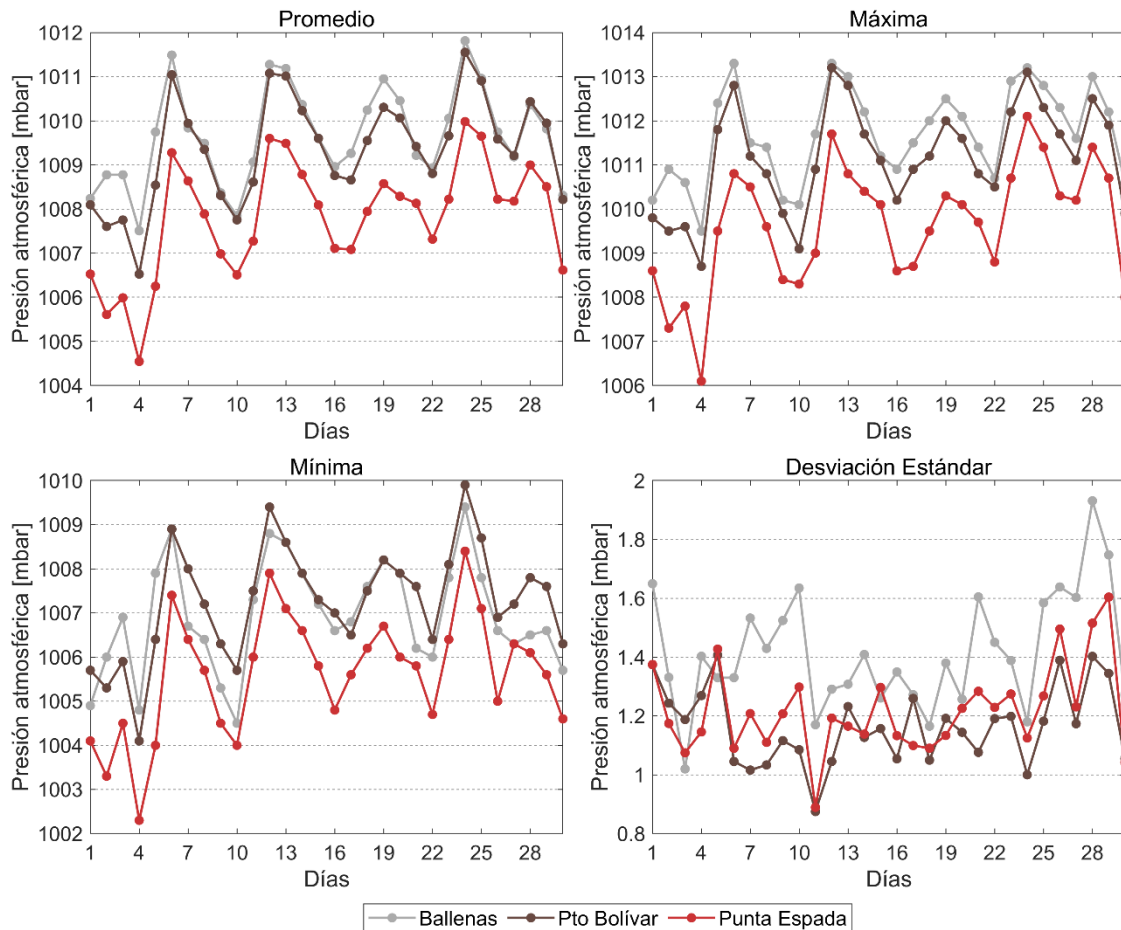 Promedio
Presión atmosférica [mbar]
1012
1011
1010
1009
1008
1007
1006
1005
1004
1 4 7 10 13 16 19 22 25 28
Días
Máxima
Presión atmosférica [mbar]
1014
1013
1012
1011
1010
1009
1008
1007
1006
1 4 7 10 13 16 19 22 25 28
Días
Mínima
Presión atmosférica [mbar]
1010
1009
1008
1007
1006
1005
1004
1003
1002
1 4 7 10 13 16 19 22 25 28
Días
Desviación Estándar
Presión atmosférica [mbar]
2
1.8
1.6
1.4
1.2
1
0.8
1 4 7 10 13 16 19 22 25 28
Días
Ballenas Pto Bolívar Punta Espada